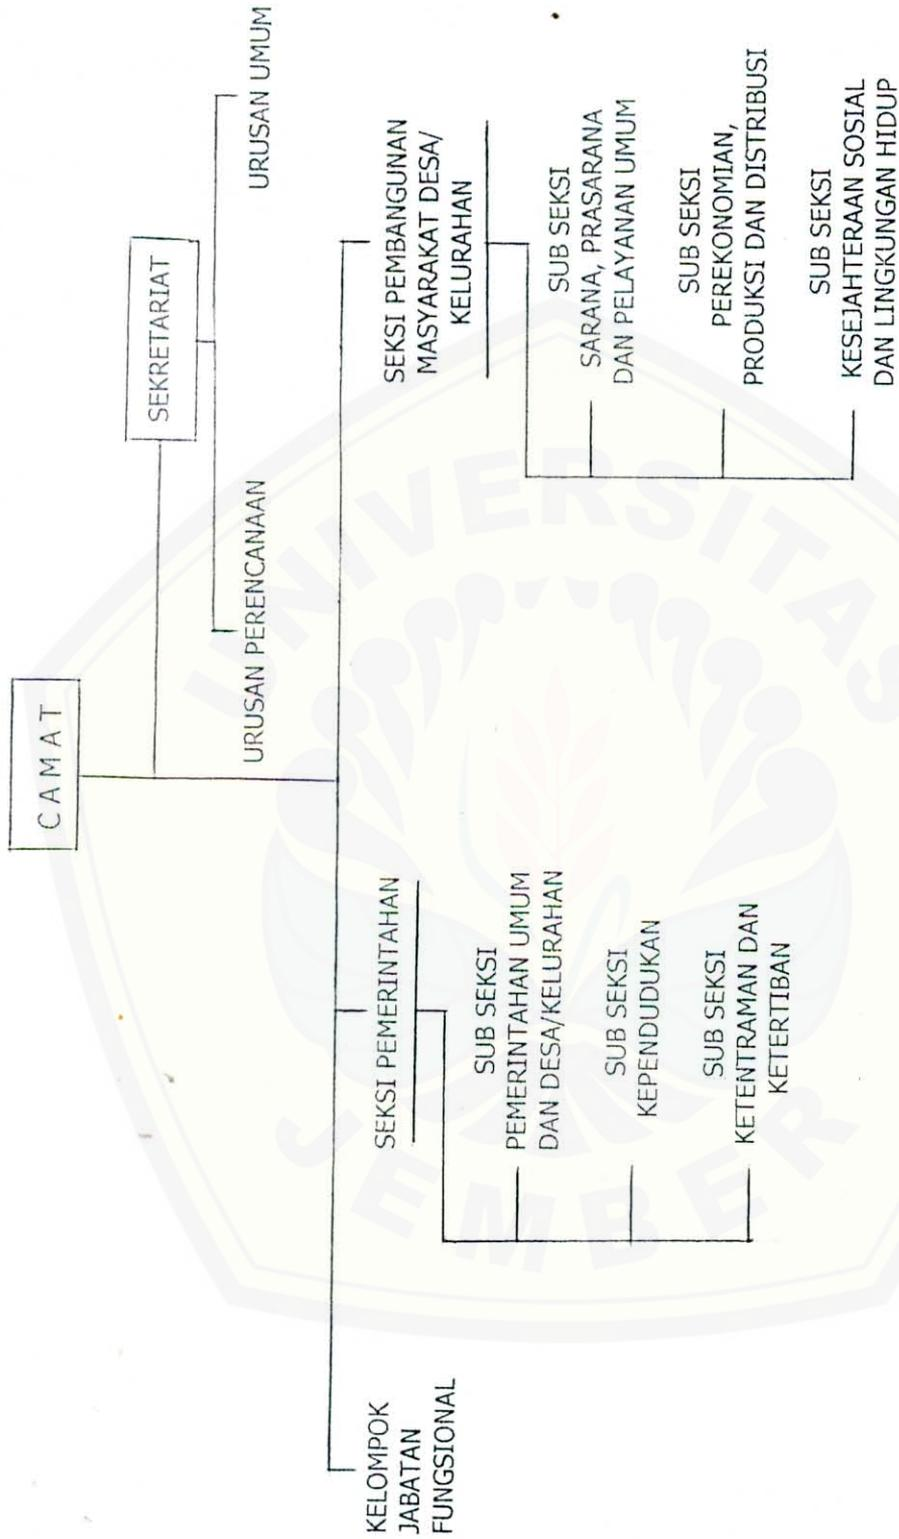 CAMAT
SEKRETARIAT
URUSAN PERENCANAAN
URUSAN UMUM
KELOMPOK
JABATAN
FUNGSIONAL
SEKSI PEMERINTAHAN
SUB SEKSI
PEMERINTAHAN UMUM
DAN DESA/KELURAHAN
SUB SEKSI
KEPENDUDUKAN
SUB SEKSI
KETENTRAMAN DAN
KETERTIBAN
SEKSI PEMBANGUNAN
MASYARAKAT DESA/
KELURAHAN
SUB SEKSI
SARANA, PRASARANA
DAN PELAYANAN UMUM
SUB SEKSI
PEREKONOMIAN,
PRODUKSI DAN DISTRIBUSI
SUB SEKSI
KESEJAHTERAAN SOSIAL
DAN LINGKUNGAN HIDUP
UNIVERSITAS
JEMBER